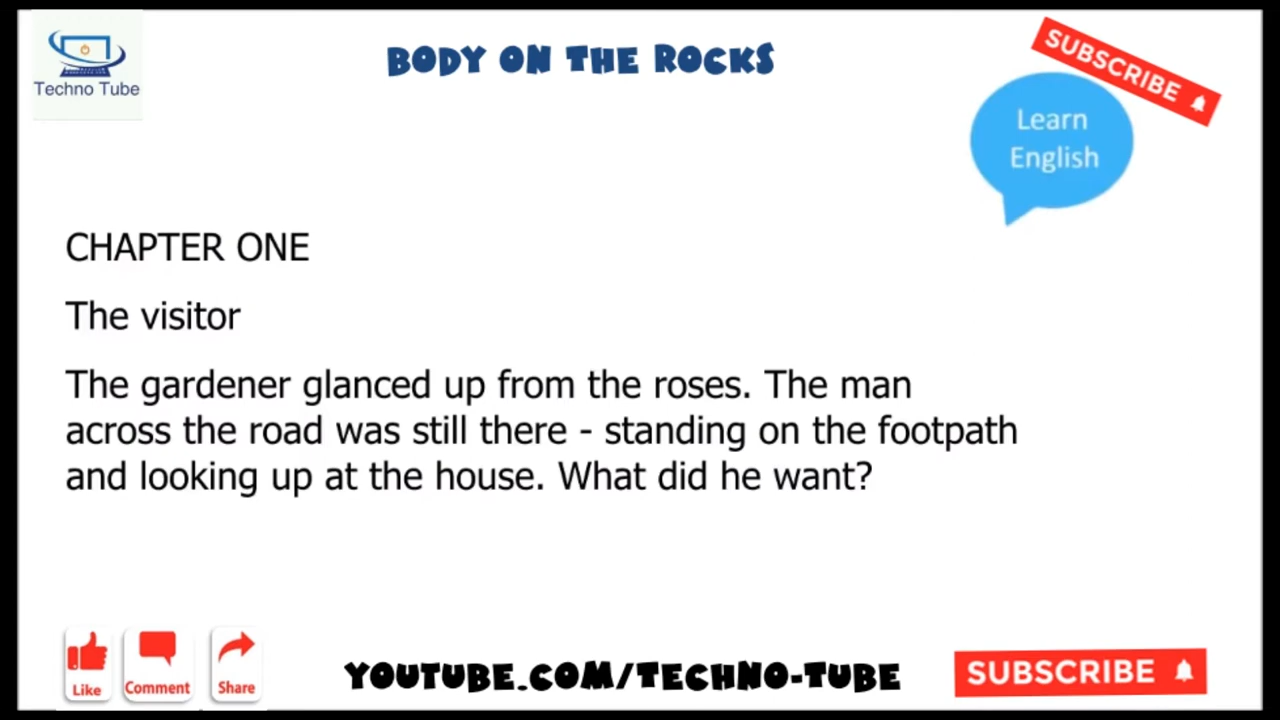 Techno Tube
BODY ON THE ROCKS
SUBSCRIBE
Learn
English
CHAPTER ONE
The visitor
The gardener glanced up from the roses. The man
across the road was still there - standing on the footpath
and looking up at the house. What did he want?
Like
Comment
Share
YOUTUBE.COM/TECHNO-TUBE
SUBSCRIBE